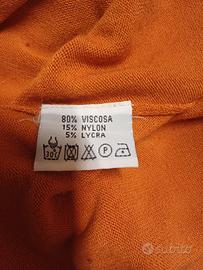 80% VISCOSA
15% NYLON
5% LYCRA
30°
P
subito